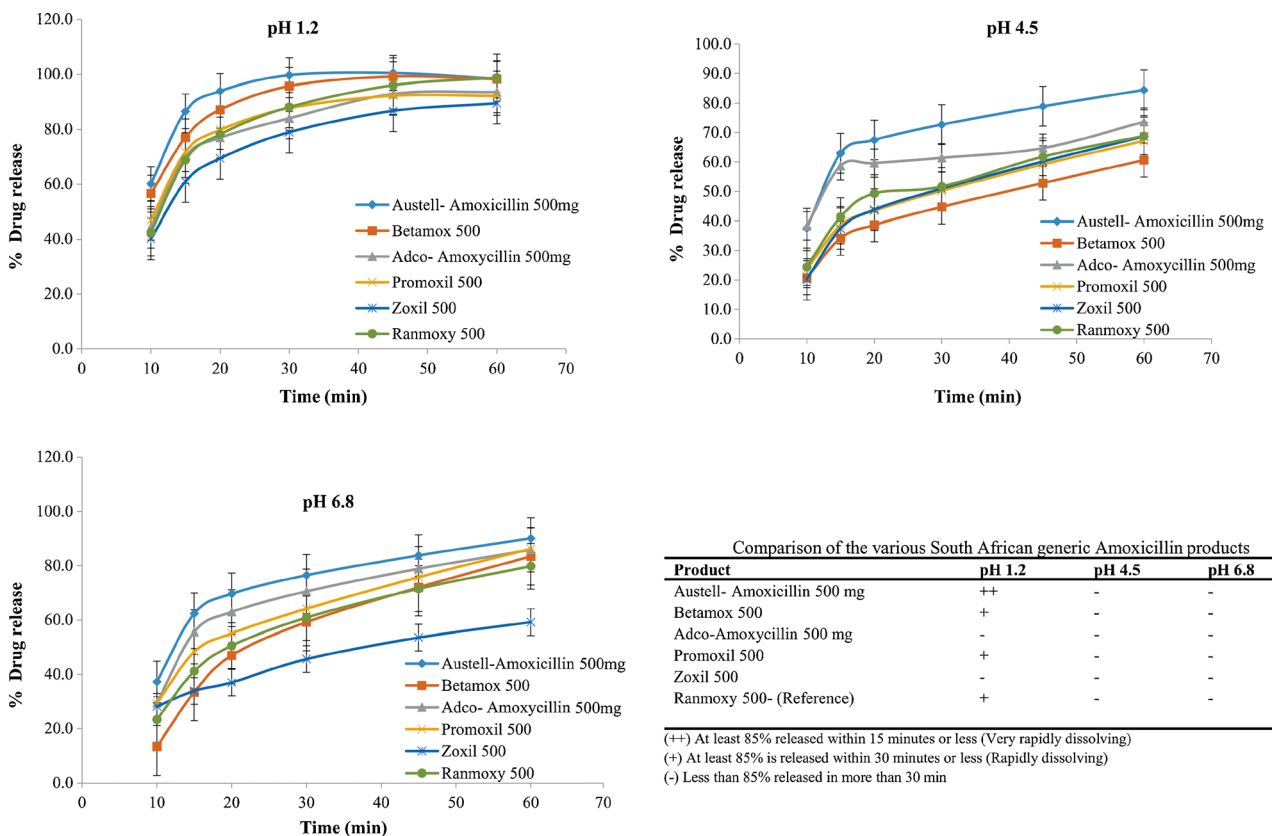 pH 1.2
120.0
100.0
80.0
60.0
40.0
20.0
0.0
% Drug release
0 10 20 30 40 50 60 70
Time (min)
Austell- Amoxicillin 500mg
Betamox 500
Adco- Amoxycillin 500mg
Promoxil 500
Zoxil 500
Ranmoxy 500
pH 4.5
100.0
90.0
80.0
70.0
60.0
50.0
40.0
30.0
20.0
10.0
0.0
% Drug release
0 10 20 30 40 50 60 70
Time (min)
Austell- Amoxicillin 500mg
Betamox 500
Adco- Amoxycillin 500mg
Promoxil 500
Zoxil 500
Ranmoxy 500
pH 6.8
120.0
100.0
80.0
60.0
40.0
20.0
0.0
% Drug release
0 10 20 30 40 50 60 70
Time (min)
Austell-Amoxicillin 500mg
Betamox 500
Adco- Amoxycillin 500mg
Promoxil 500
Zoxil 500
Ranmoxy 500
Comparison of the various South African generic Amoxicillin products
Product pH 1.2 pH 4.5 pH 6.8
Austell- Amoxicillin 500 mg ++ - -
Betamox 500 + - -
Adco-Amoxycillin 500 mg - - -
Promoxil 500 + - -
Zoxil 500 - - -
Ranmoxy 500- (Reference) + - -
(++) At least 85% released within 15 minutes or less (Very rapidly dissolving)
(+) At least 85% is released within 30 minutes or less (Rapidly dissolving)
(-) Less than 85% released in more than 30 min